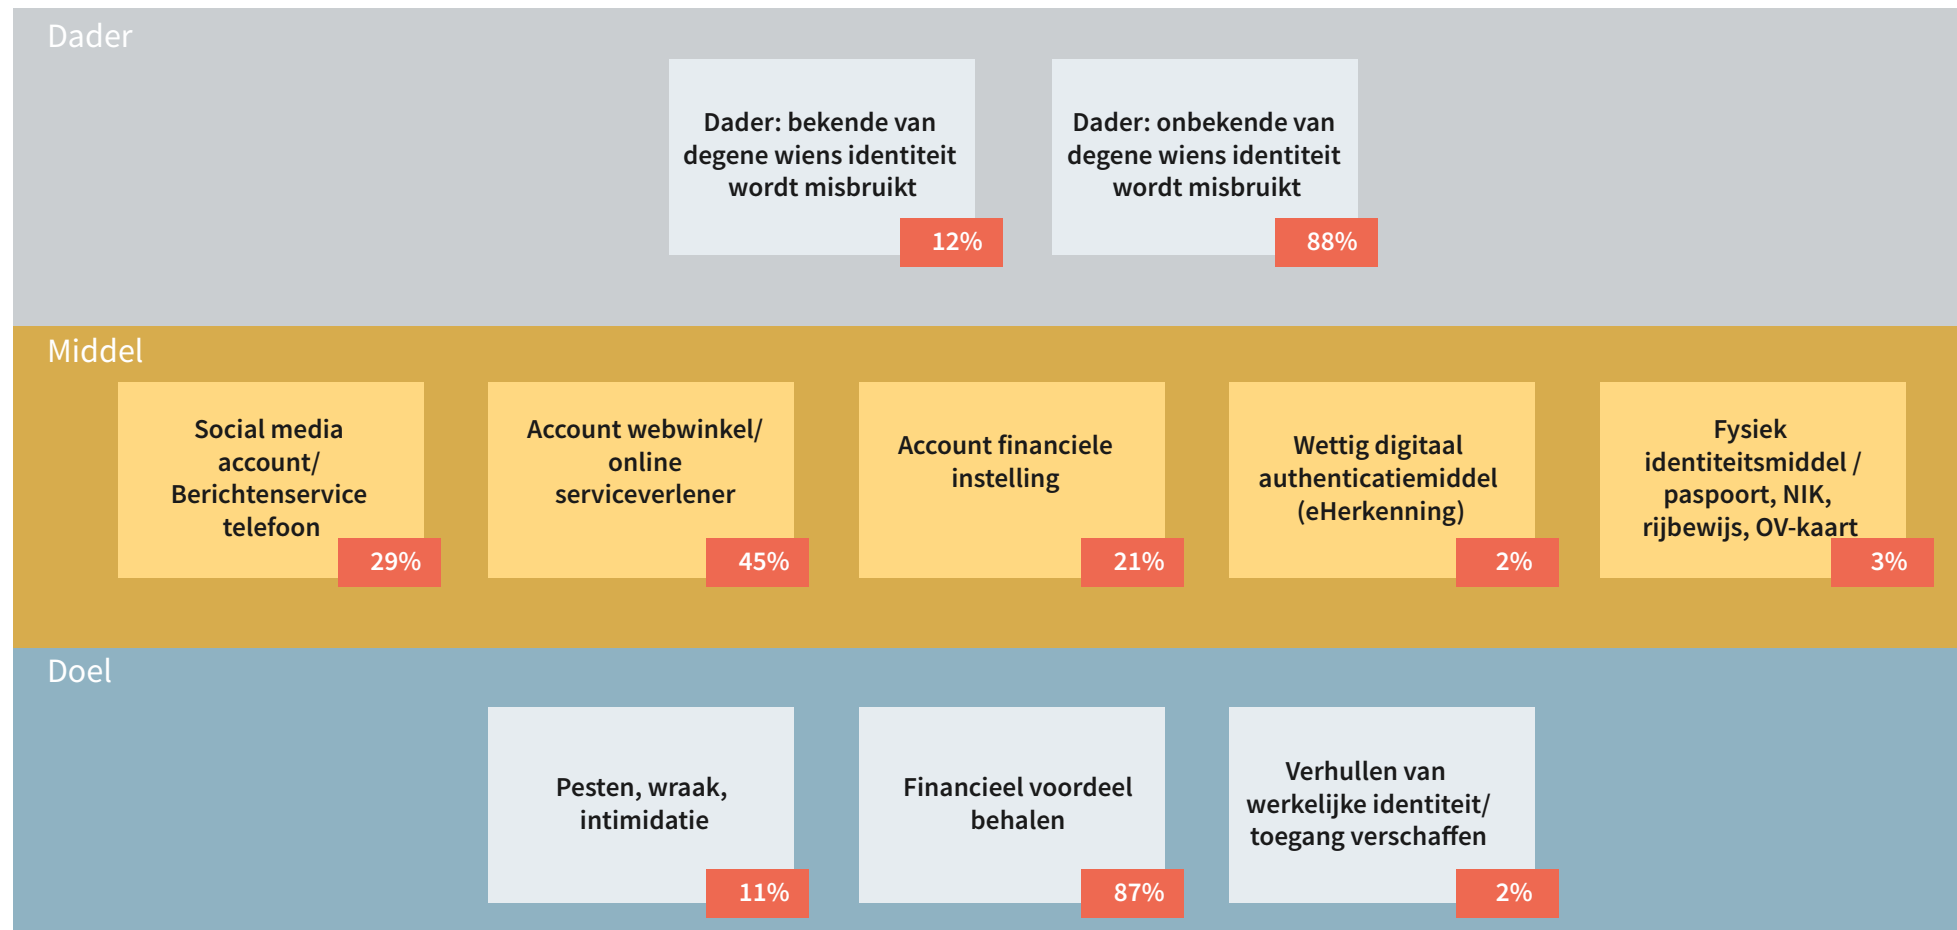 Dader
Dader: bekende van
degene wiens identiteit
wordt misbruikt
12%
Dader: onbekende van
degene wiens identiteit
wordt misbruikt
88%
Middel
Social media
account/
Berichtenservice
telefoon
29%
Account webwinkel/
online
serviceverlener
45%
Account financiele
instelling
21%
Wettig digitaal
authenticatiemiddel
(eHerkenning)
2%
Fysiek
identiteitsmiddel /
paspoort, NIK,
rijbewijs, OV-kaart
3%
Doel
Pesten, wraak,
intimidatie
11%
Financieel voordeel
behalen
87%
Verhullen van
werkelijke identiteit/
toegang verschaffen
2%